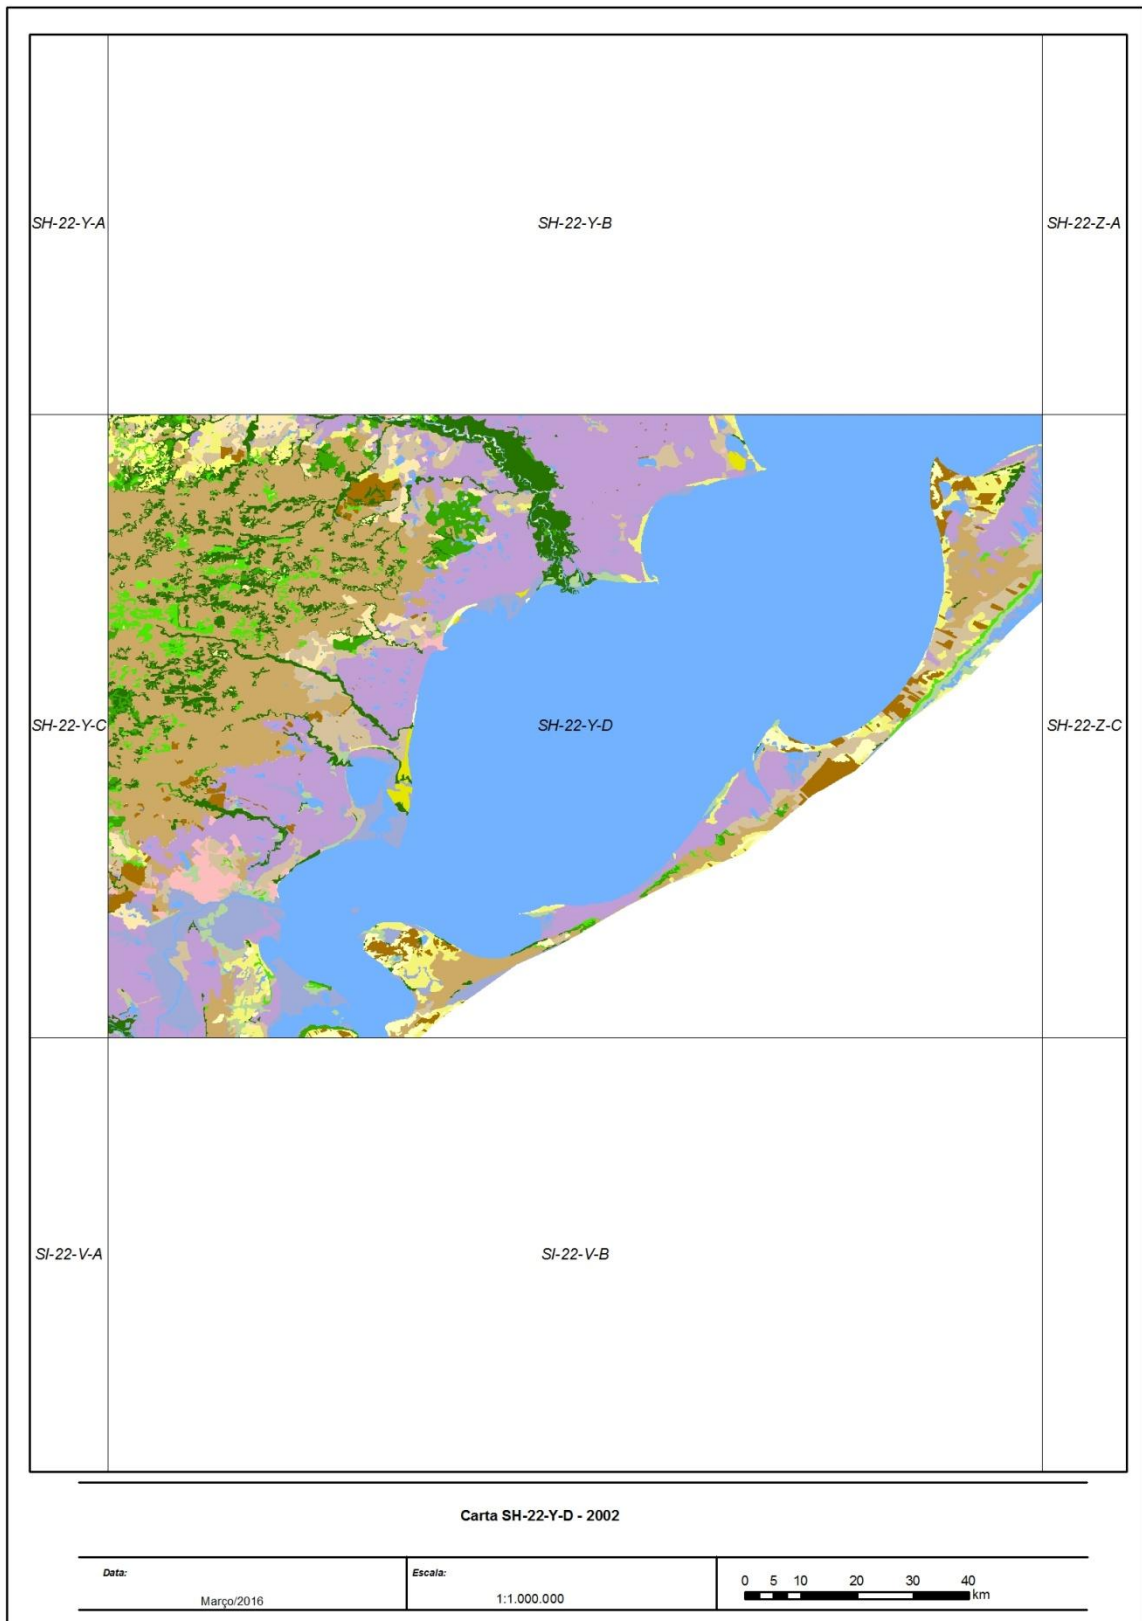 SH-22-Y-A SH-22-Y-B SH-22-Z-A
SH-22-Y-C SH-22-Y-D SH-22-Z-C
SI-22-V-A SI-22-V-B
Carta SH-22-Y-D - 2002
Data: Escala:
0 5 10 20 30 40
km
Março/2016 1:1.000.000